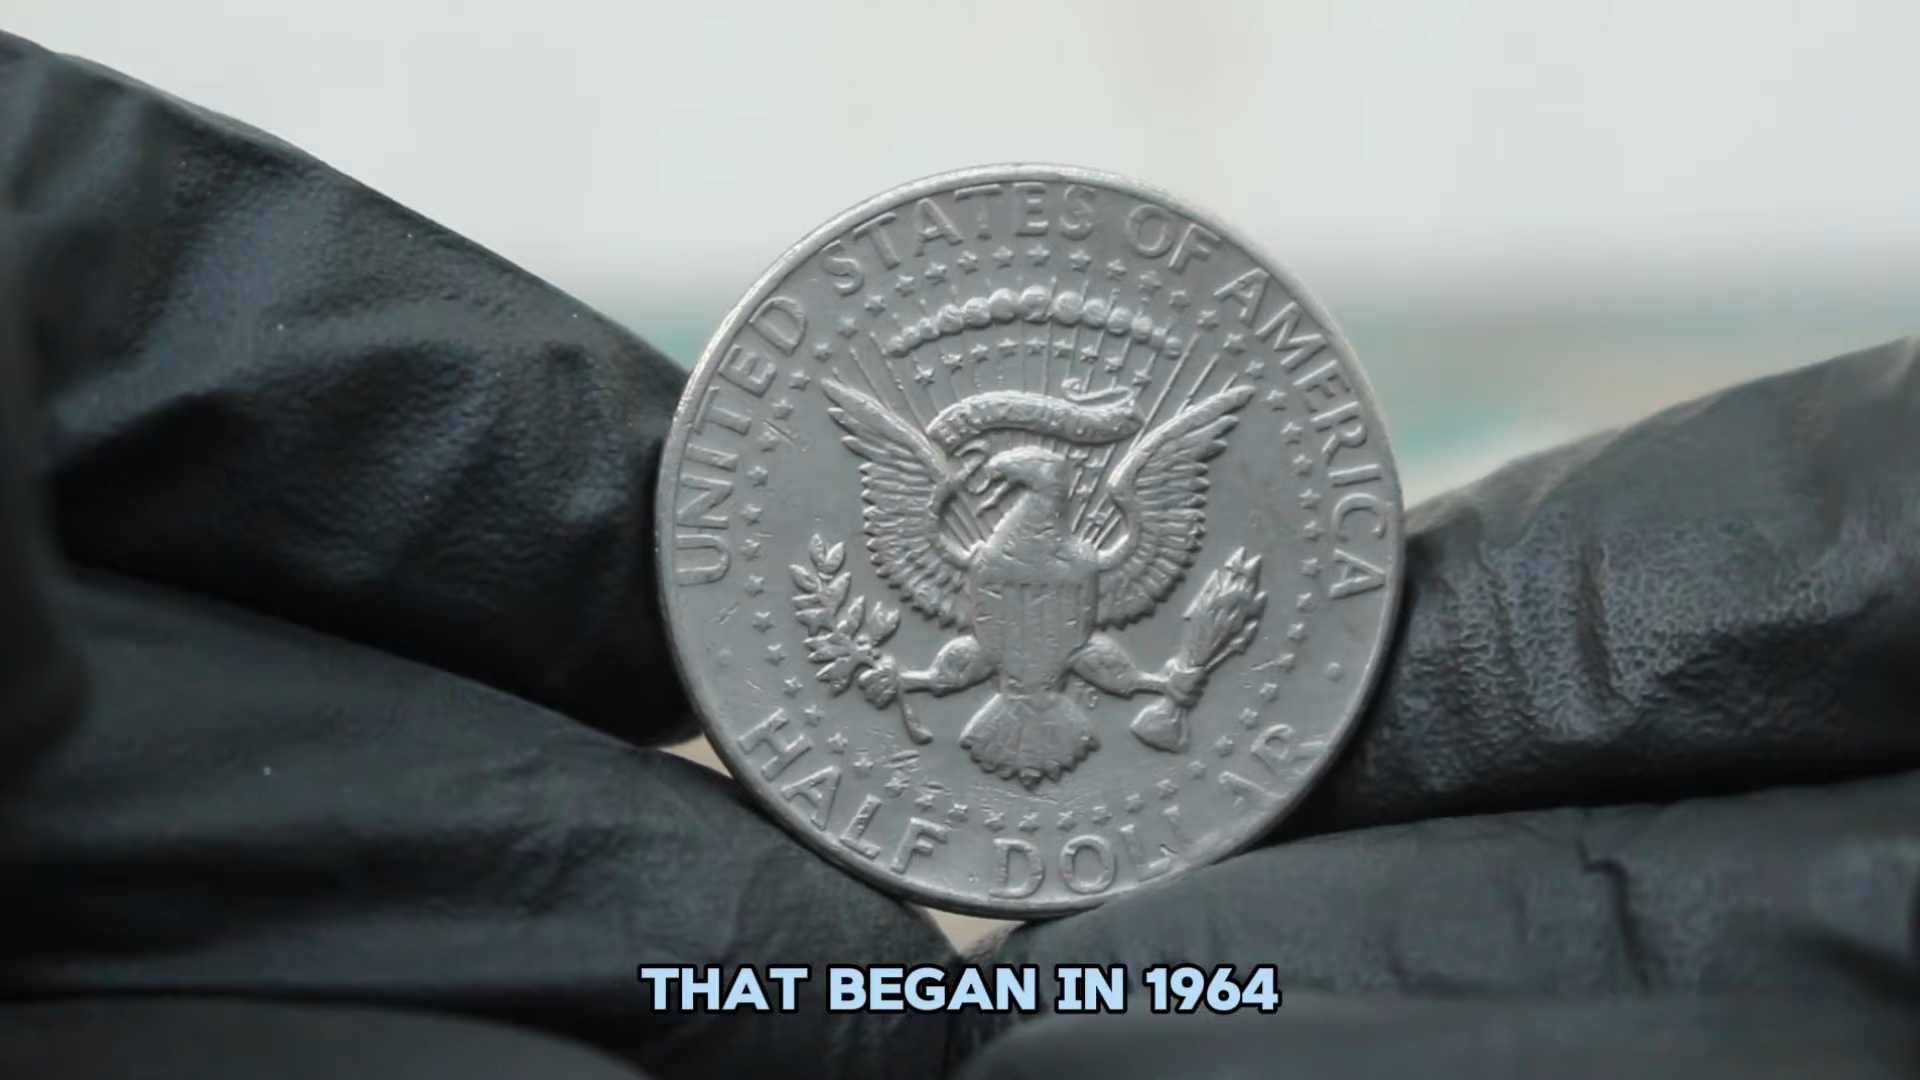 UNITED STATES OF AMERICA
HALF DOLLAR
THAT BEGAN IN 1964